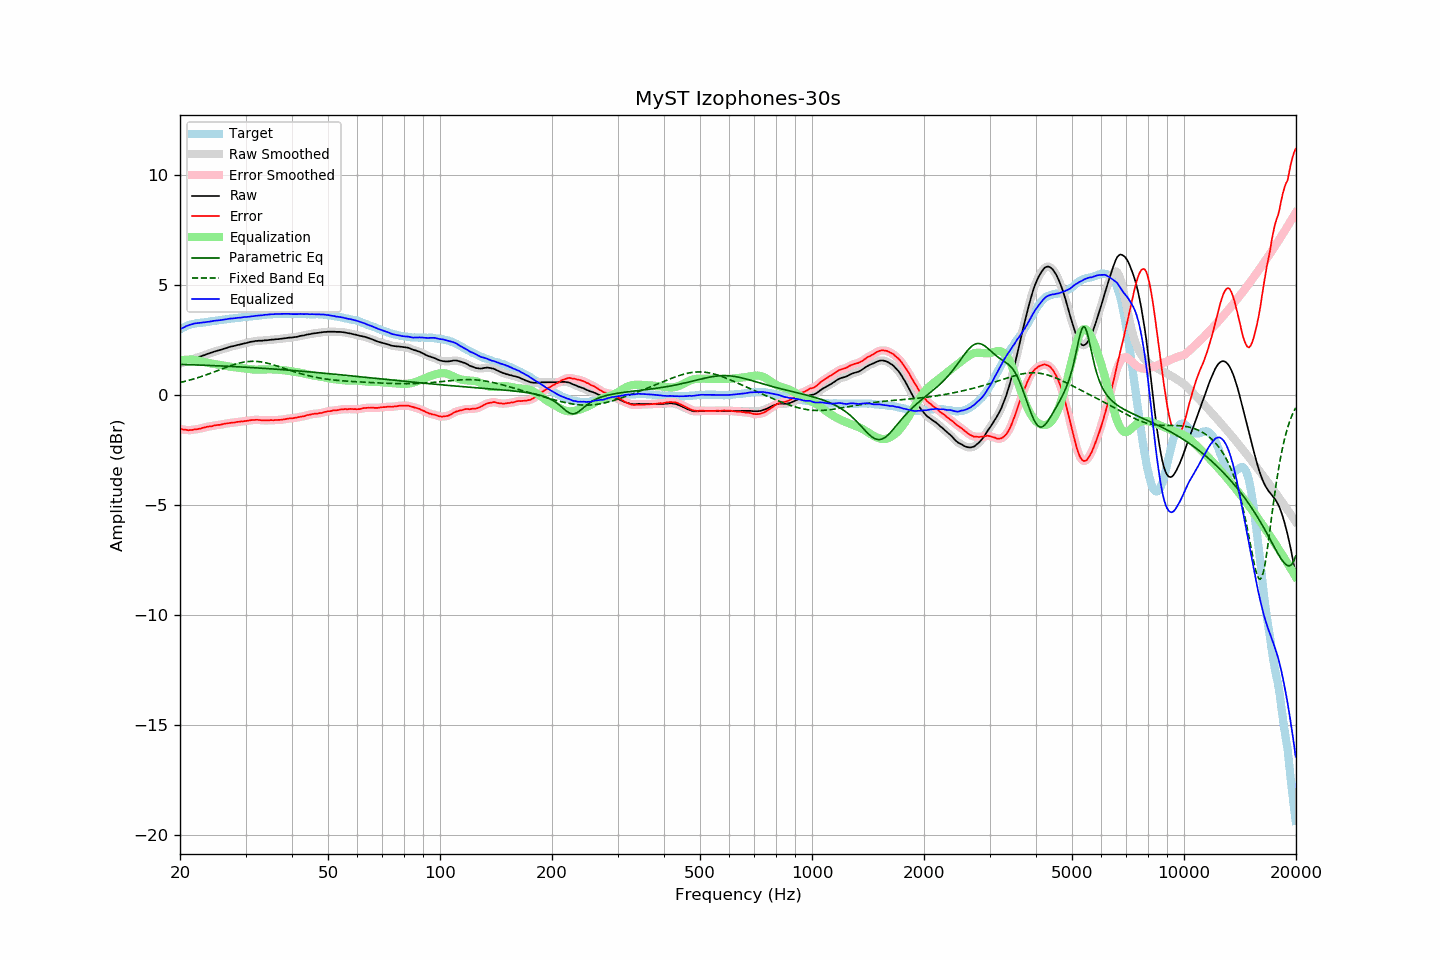 MyST Izophones-30s
Target
Raw Smoothed
Error Smoothed
Raw
Error
Equalization
Parametric Eq
Fixed Band Eq
Equalized
10
5
0
−5
−10
−15
−20
Amplitude (dBr)
20
50
100
200
500
1000
2000
5000
10000
20000
Frequency (Hz)